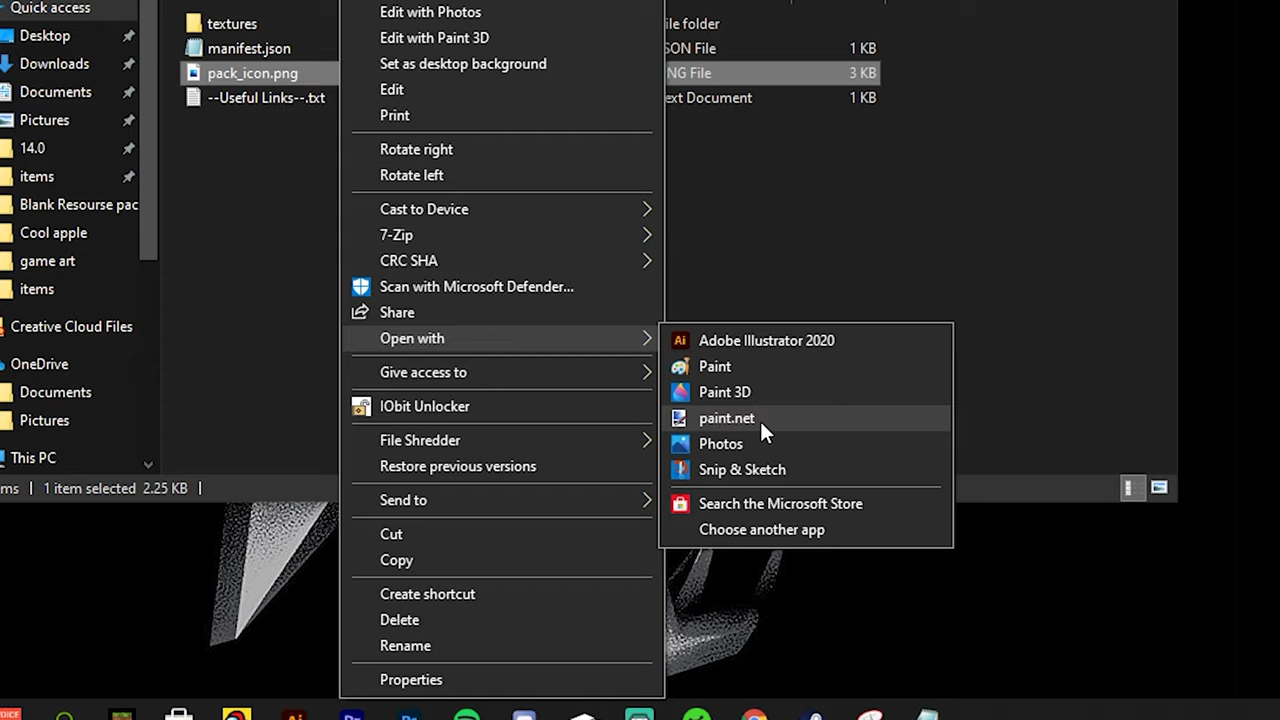 Quick access
Desktop
Downloads
Documents
Pictures
14.0
items
Blank Resourse pac
Cool apple
game art
items
Creative Cloud Files
OneDrive
Documents
Pictures
This PC
textures
ile folder
manifest.json
SON File
1 KB
pack_icon.png
NG File
3 KB
--Useful Links--.txt
ext Document
1 KB
ms
1 item selected 2.25 KB
Edit with Photos
Edit with Paint 3D
Set as desktop background
Edit
Print
Rotate right
Rotate left
Cast to Device
7-Zip
CRC SHA
Scan with Microsoft Defender...
Share
Open with
Give access to
IObit Unlocker
File Shredder
Restore previous versions
Send to
Cut
Copy
Create shortcut
Delete
Rename
Properties
Ai
Adobe Illustrator 2020
Paint
Paint 3D
paint.net
Photos
Snip & Sketch
Search the Microsoft Store
Choose another app
VOICE